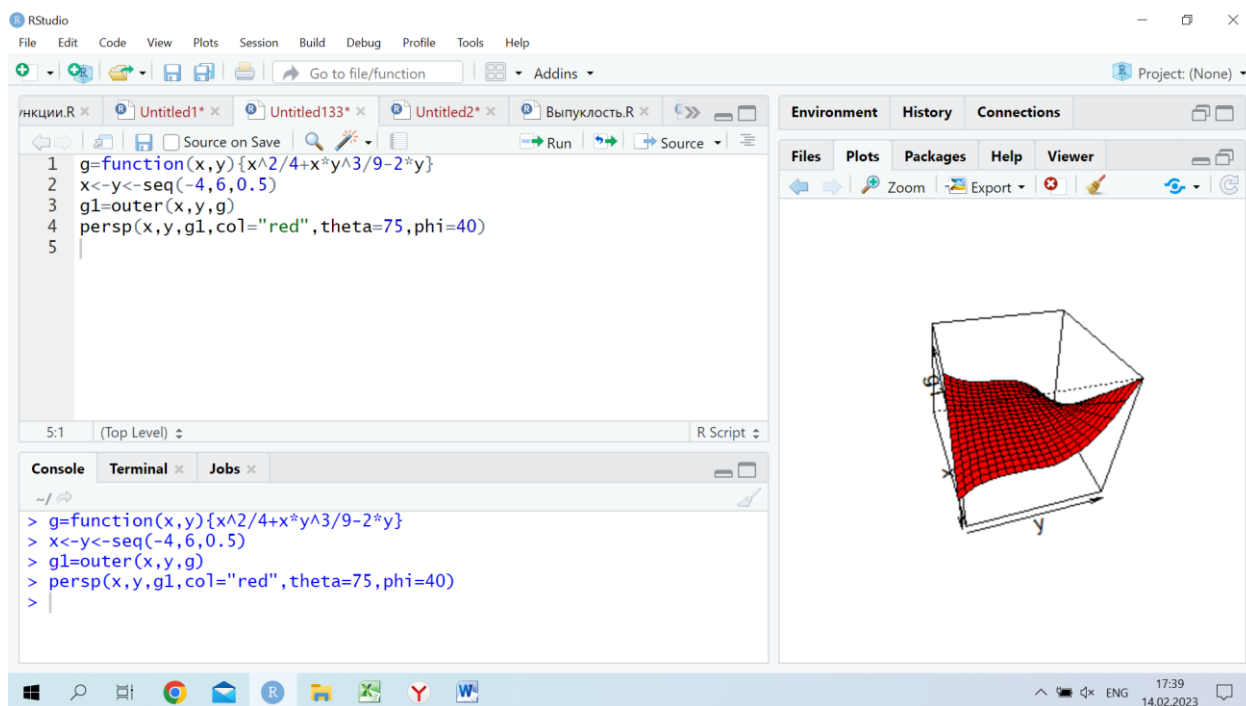 RStudio
File Edit Code View Plots Session Build Debug Profile Tools Help
Go to file/function Addins Project: (None)
нкции.R Untitled1* Untitled133* Untitled2* Выпуклость.R
Source on Save Run Source
1 g=function(x,y){x^2/4+x*y^3/9-2*y}
2 x<-y<-seq(-4,6,0.5)
3 g1=outer(x,y,g)
4 persp(x,y,g1,col="red",theta=75,phi=40)
5
5:1 (Top Level) R Script
Console Terminal Jobs
~/
> g=function(x,y){x^2/4+x*y^3/9-2*y}
> x<-y<-seq(-4,6,0.5)
> g1=outer(x,y,g)
> persp(x,y,g1,col="red",theta=75,phi=40)
>
Environment History Connections
Files Plots Packages Help Viewer
Zoom Export
g1
x
y
ENG 17:39
14.02.2023